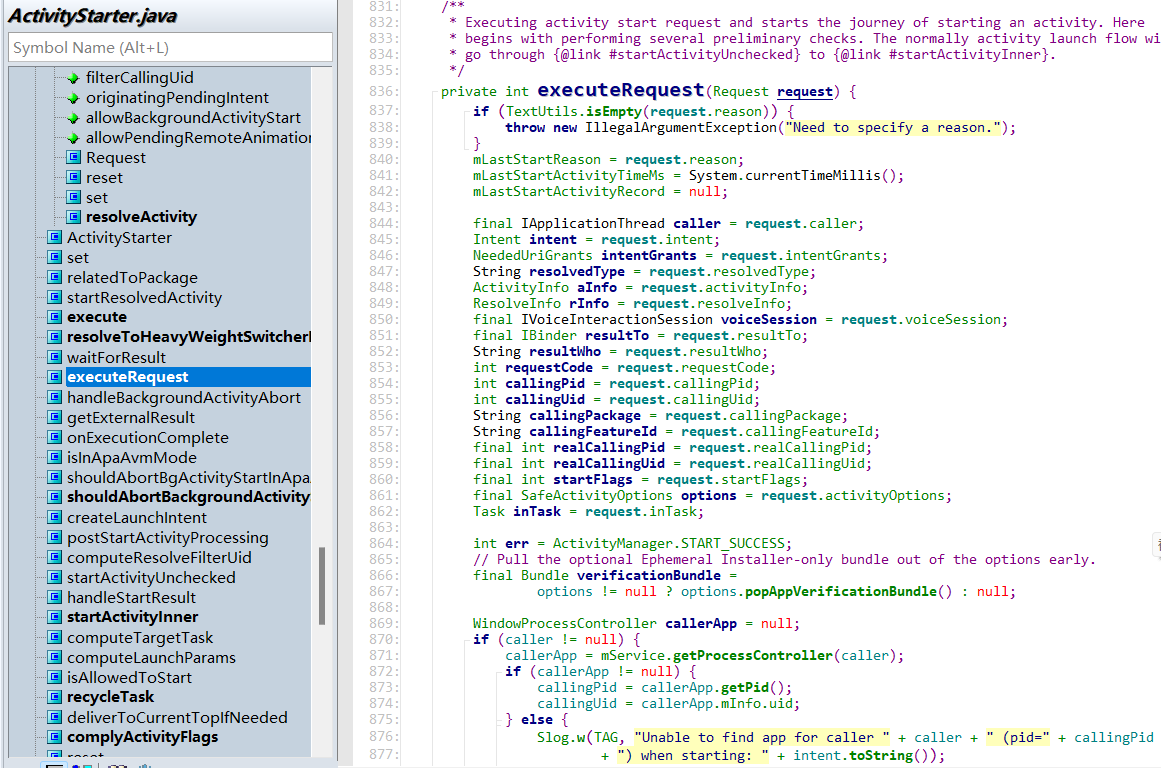 ActivityStarter.java
Symbol Name (Alt+L)
filterCallingUid
originatingPendingIntent
allowBackgroundActivityStart
allowPendingRemoteAnimation
Request
reset
set
resolveActivity
ActivityStarter
set
relatedToPackage
startResolvedActivity
execute
resolveToHeavyWeightSwitcherI
waitForResult
executeRequest
handleBackgroundActivityAbort
getExternalResult
onExecutionComplete
isInApaAvmMode
shouldAbortBgActivityStartInApa
shouldAbortBackgroundActivity
createLaunchIntent
postStartActivityProcessing
computeResolveFilterUid
startActivityUnchecked
handleStartResult
startActivityInner
computeTargetTask
computeLaunchParams
isAllowedToStart
recycleTask
deliverToCurrentTopIfNeeded
complyActivityFlags
reset
831: /**
832: * Executing activity start request and starts the journey of starting an activity. Here
833: * begins with performing several preliminary checks. The normally activity launch flow wi
834: * go through {@link #startActivityUnchecked} to {@link #startActivityInner}.
835: */
836: private int executeRequest(Request request) {
837: if (TextUtils.isEmpty(request.reason)) {
838: throw new IllegalArgumentException("Need to specify a reason.");
839: }
840: mLastStartReason = request.reason;
841: mLastStartActivityTimeMs = System.currentTimeMillis();
842: mLastStartActivityRecord = null;
843:
844: final IApplicationThread caller = request.caller;
845: Intent intent = request.intent;
846: NeededUriGrants intentGrants = request.intentGrants;
847: String resolvedType = request.resolvedType;
848: ActivityInfo aInfo = request.activityInfo;
849: ResolveInfo rInfo = request.resolveInfo;
850: final IVoiceInteractionSession voiceSession = request.voiceSession;
851: final IBinder resultTo = request.resultTo;
852: String resultWho = request.resultWho;
853: int requestCode = request.requestCode;
854: int callingPid = request.callingPid;
855: int callingUid = request.callingUid;
856: String callingPackage = request.callingPackage;
857: String callingFeatureId = request.callingFeatureId;
858: final int realCallingPid = request.realCallingPid;
859: final int realCallingUid = request.realCallingUid;
860: final int startFlags = request.startFlags;
861: final SafeActivityOptions options = request.activityOptions;
862: Task inTask = request.inTask;
863:
864: int err = ActivityManager.START_SUCCESS;
865: // Pull the optional Ephemeral Installer-only bundle out of the options early.
866: final Bundle verificationBundle =
867: options != null ? options.popAppVerificationBundle() : null;
868:
869: WindowProcessController callerApp = null;
870: if (caller != null) {
871: callerApp = mService.getProcessController(caller);
872: if (callerApp != null) {
873: callingPid = callerApp.getPid();
874: callingUid = callerApp.mInfo.uid;
875: } else {
876: Slog.w(TAG, "Unable to find app for caller " + caller + " (pid=" + callingPid
877: + ") when starting: " + intent.toString());